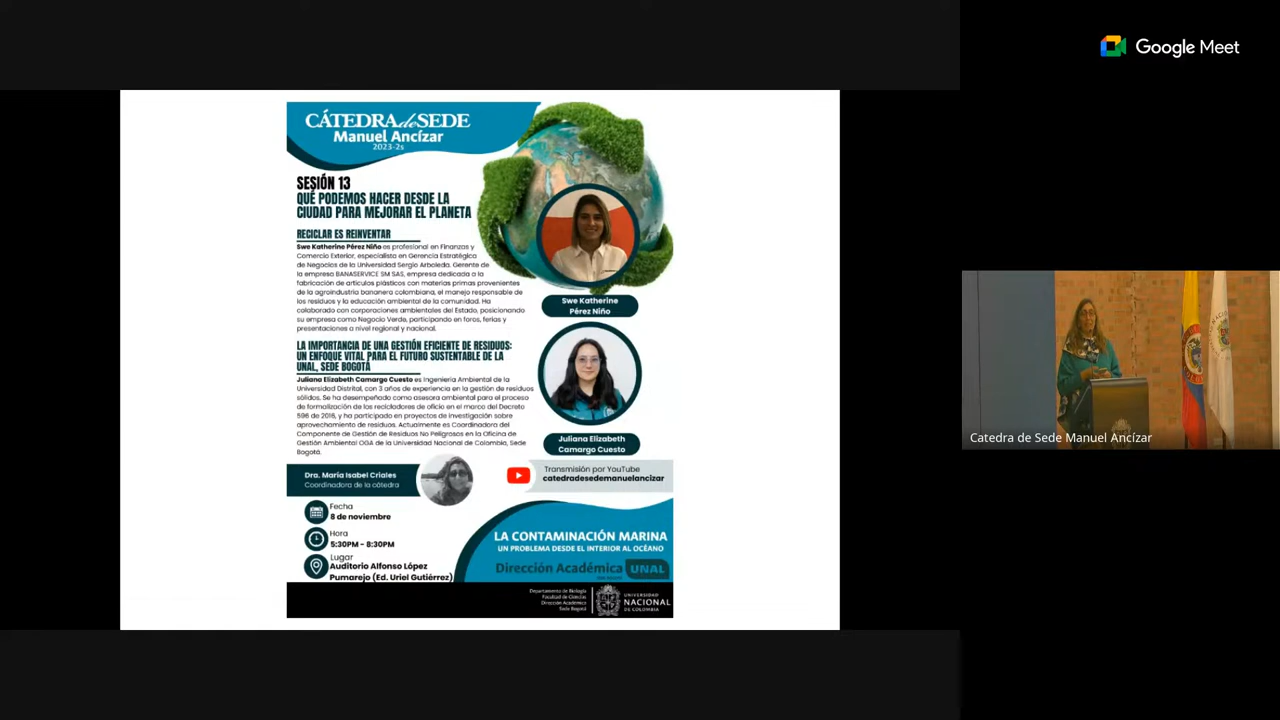 Google Meet
CÁTEDRA de SEDE
Manuel Ancízar
2023-2s
SESIÓN 13
QUÉ PODEMOS HACER DESDE LA
CIUDAD PARA MEJORAR EL PLANETA
RECICLAR ES REINVENTAR
Swe Katherine Pérez Niño es profesional en Finanzas y
Comercio Exterior, especialista en Gerencia Estratégica
de Negocios de la Universidad Sergio Arboleda. Gerente de
la empresa BANASERVICE SM SAS, empresa dedicada a la
fabricación de artículos plásticos con materias primas provenientes
de la agroindustria bananera colombiana, el manejo responsable de
los residuos y la educación ambiental de la comunidad. Ha
colaborado con corporaciones ambientales del Estado, posicionando
su empresa como Negocio Verde, participando en foros, ferias y
presentaciones a nivel regional y nacional.
Swe Katherine
Pérez Niño
LA IMPORTANCIA DE UNA GESTIÓN EFICIENTE DE RESIDUOS:
UN ENFOQUE VITAL PARA EL FUTURO SUSTENTABLE DE LA
UNAL, SEDE BOGOTÁ
Juliana Elizabeth Camargo Cuesto es Ingeniería Ambiental de la
Universidad Distrital, con 3 años de experiencia en la gestión de residuos
sólidos. Se ha desempeñado como asesora ambiental para el proceso
de formalización de los recicladores de oficio en el marco del Decreto
596 de 2016, y ha participado en proyectos de investigación sobre
aprovechamiento de residuos. Actualmente es Coordinadora del
Componente de Gestión de Residuos No Peligrosos en la Oficina de
Gestión Ambiental OGA de la Universidad Nacional de Colombia, Sede
Bogotá.
Juliana Elizabeth
Camargo Cuesto
Dra. María Isabel Criales
Coordinadora de la cátedra
Transmisión por YouTube
catedradesedemanuelancizar
Fecha
8 de noviembre
Hora
5:30PM - 8:30PM
Lugar
Auditorio Alfonso López
Pumarejo (Ed. Uriel Gutiérrez)
LA CONTAMINACIÓN MARINA
UN PROBLEMA DESDE EL INTERIOR AL OCÉANO
Dirección Académica UNAL
Departamento de Biología
Facultad de Ciencias
Dirección Académica
Sede Bogotá
UNIVERSIDAD
NACIONAL
DE COLOMBIA
Catedra de Sede Manuel Ancízar